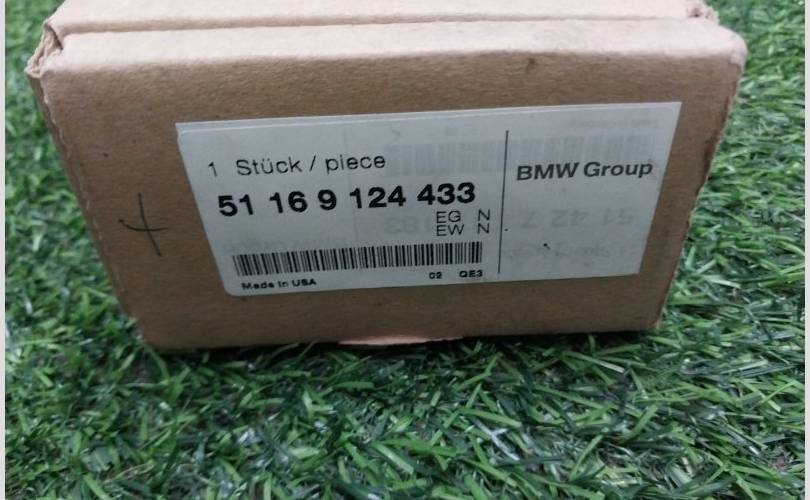 1 Stück / piece
BMW Group
51 16 9 124 433
EG N
EW N
Made in USA
02 QE3